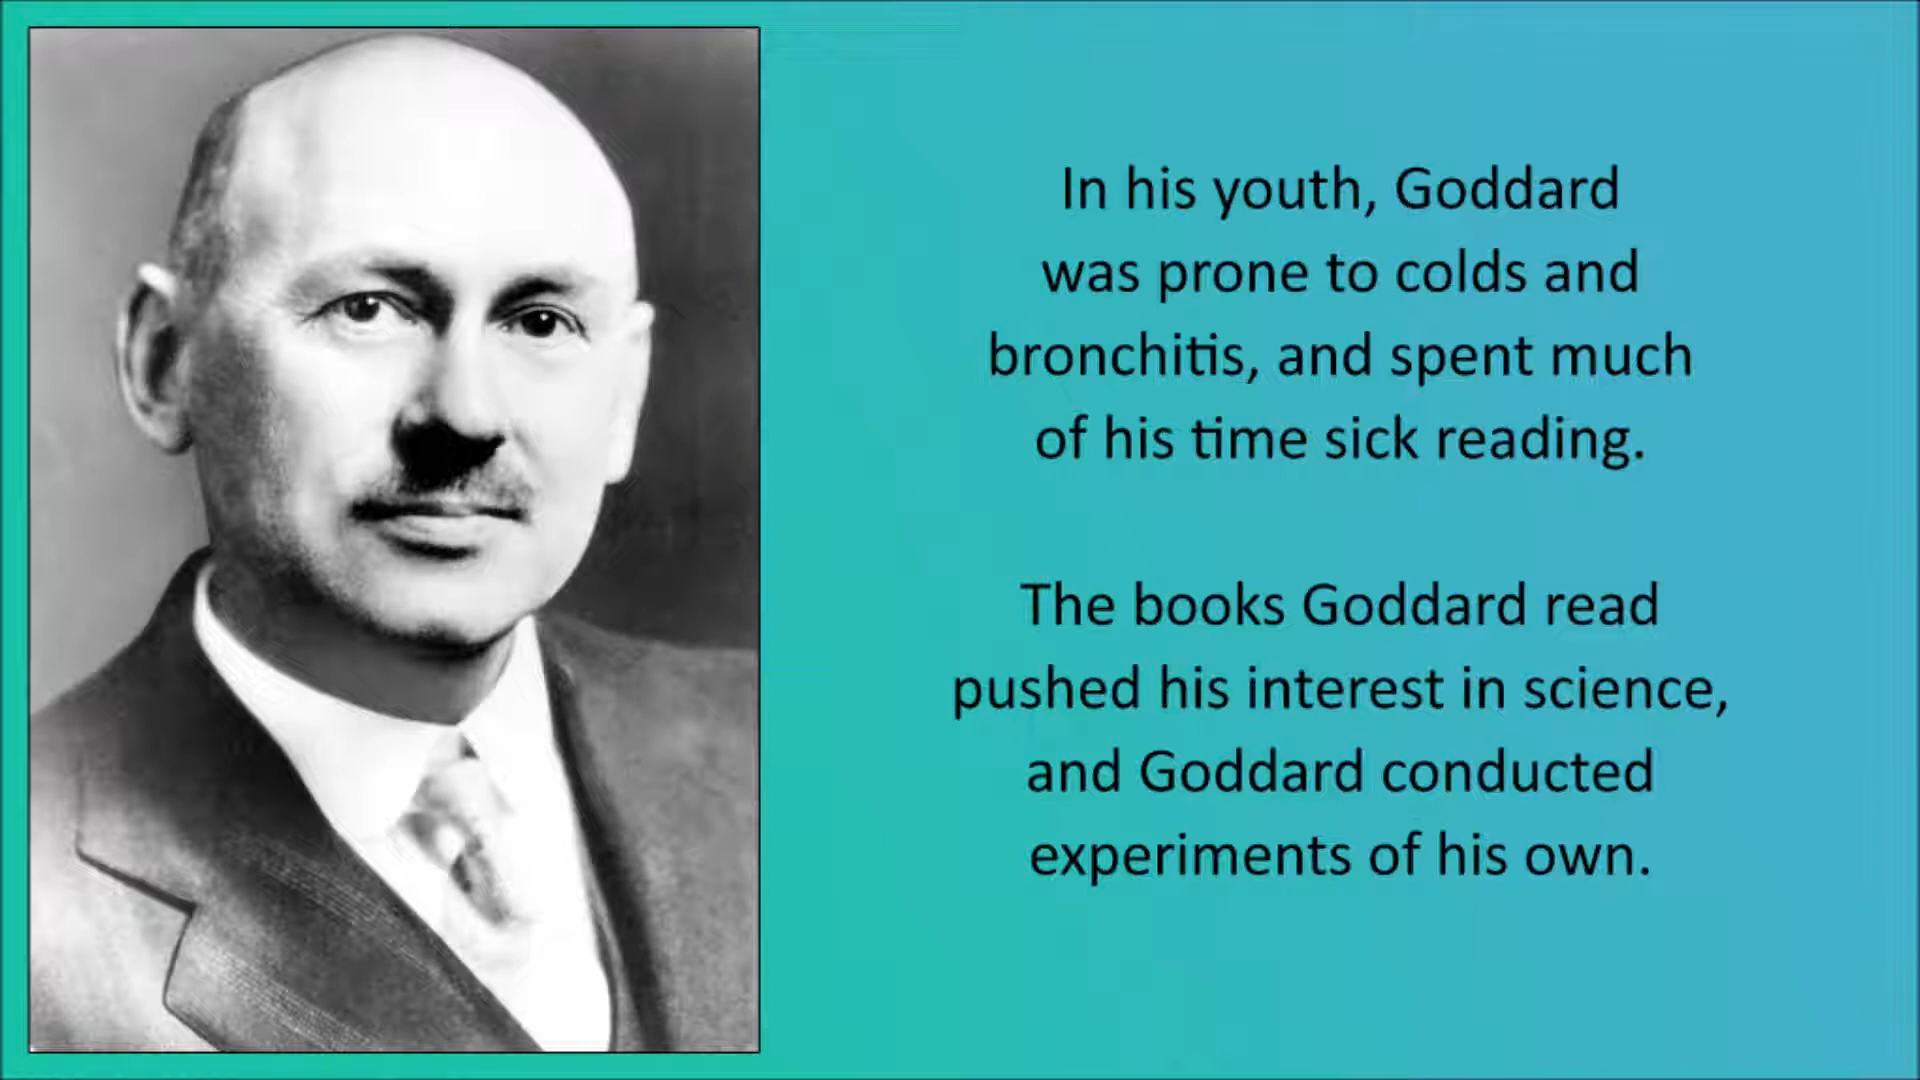 In his youth, Goddard
was prone to colds and
bronchitis, and spent much
of his time sick reading.
The books Goddard read
pushed his interest in science,
and Goddard conducted
experiments of his own.